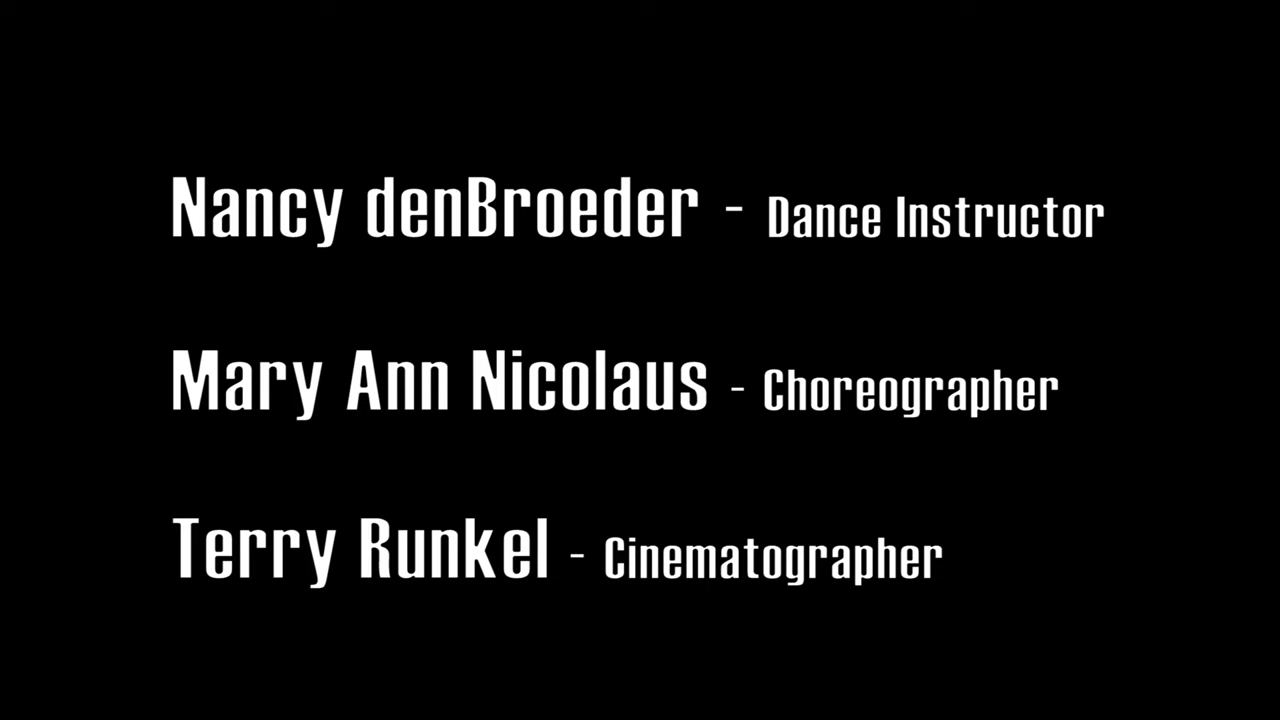 Nancy denBroeder - Dance Instructor
Mary Ann Nicolaus - Choreographer
Terry Runkel - Cinematographer